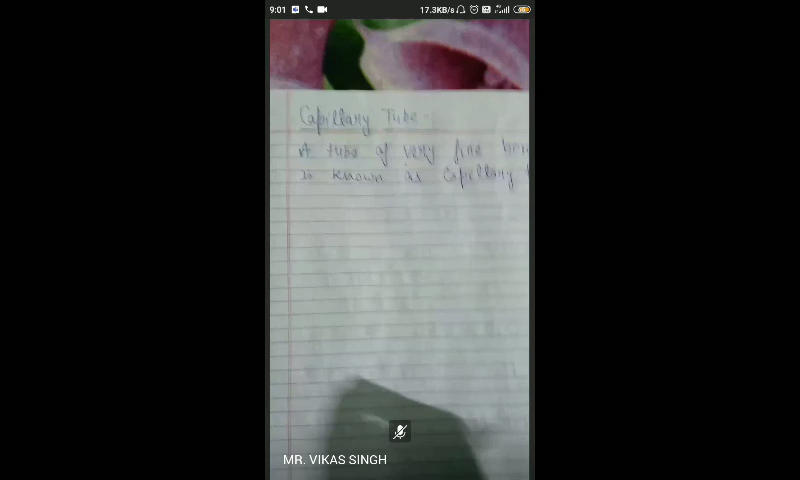 9:01
17.3KB/s
Capillary Tube-
A tube of very fine
is known as Capillary
MR. VIKAS SINGH